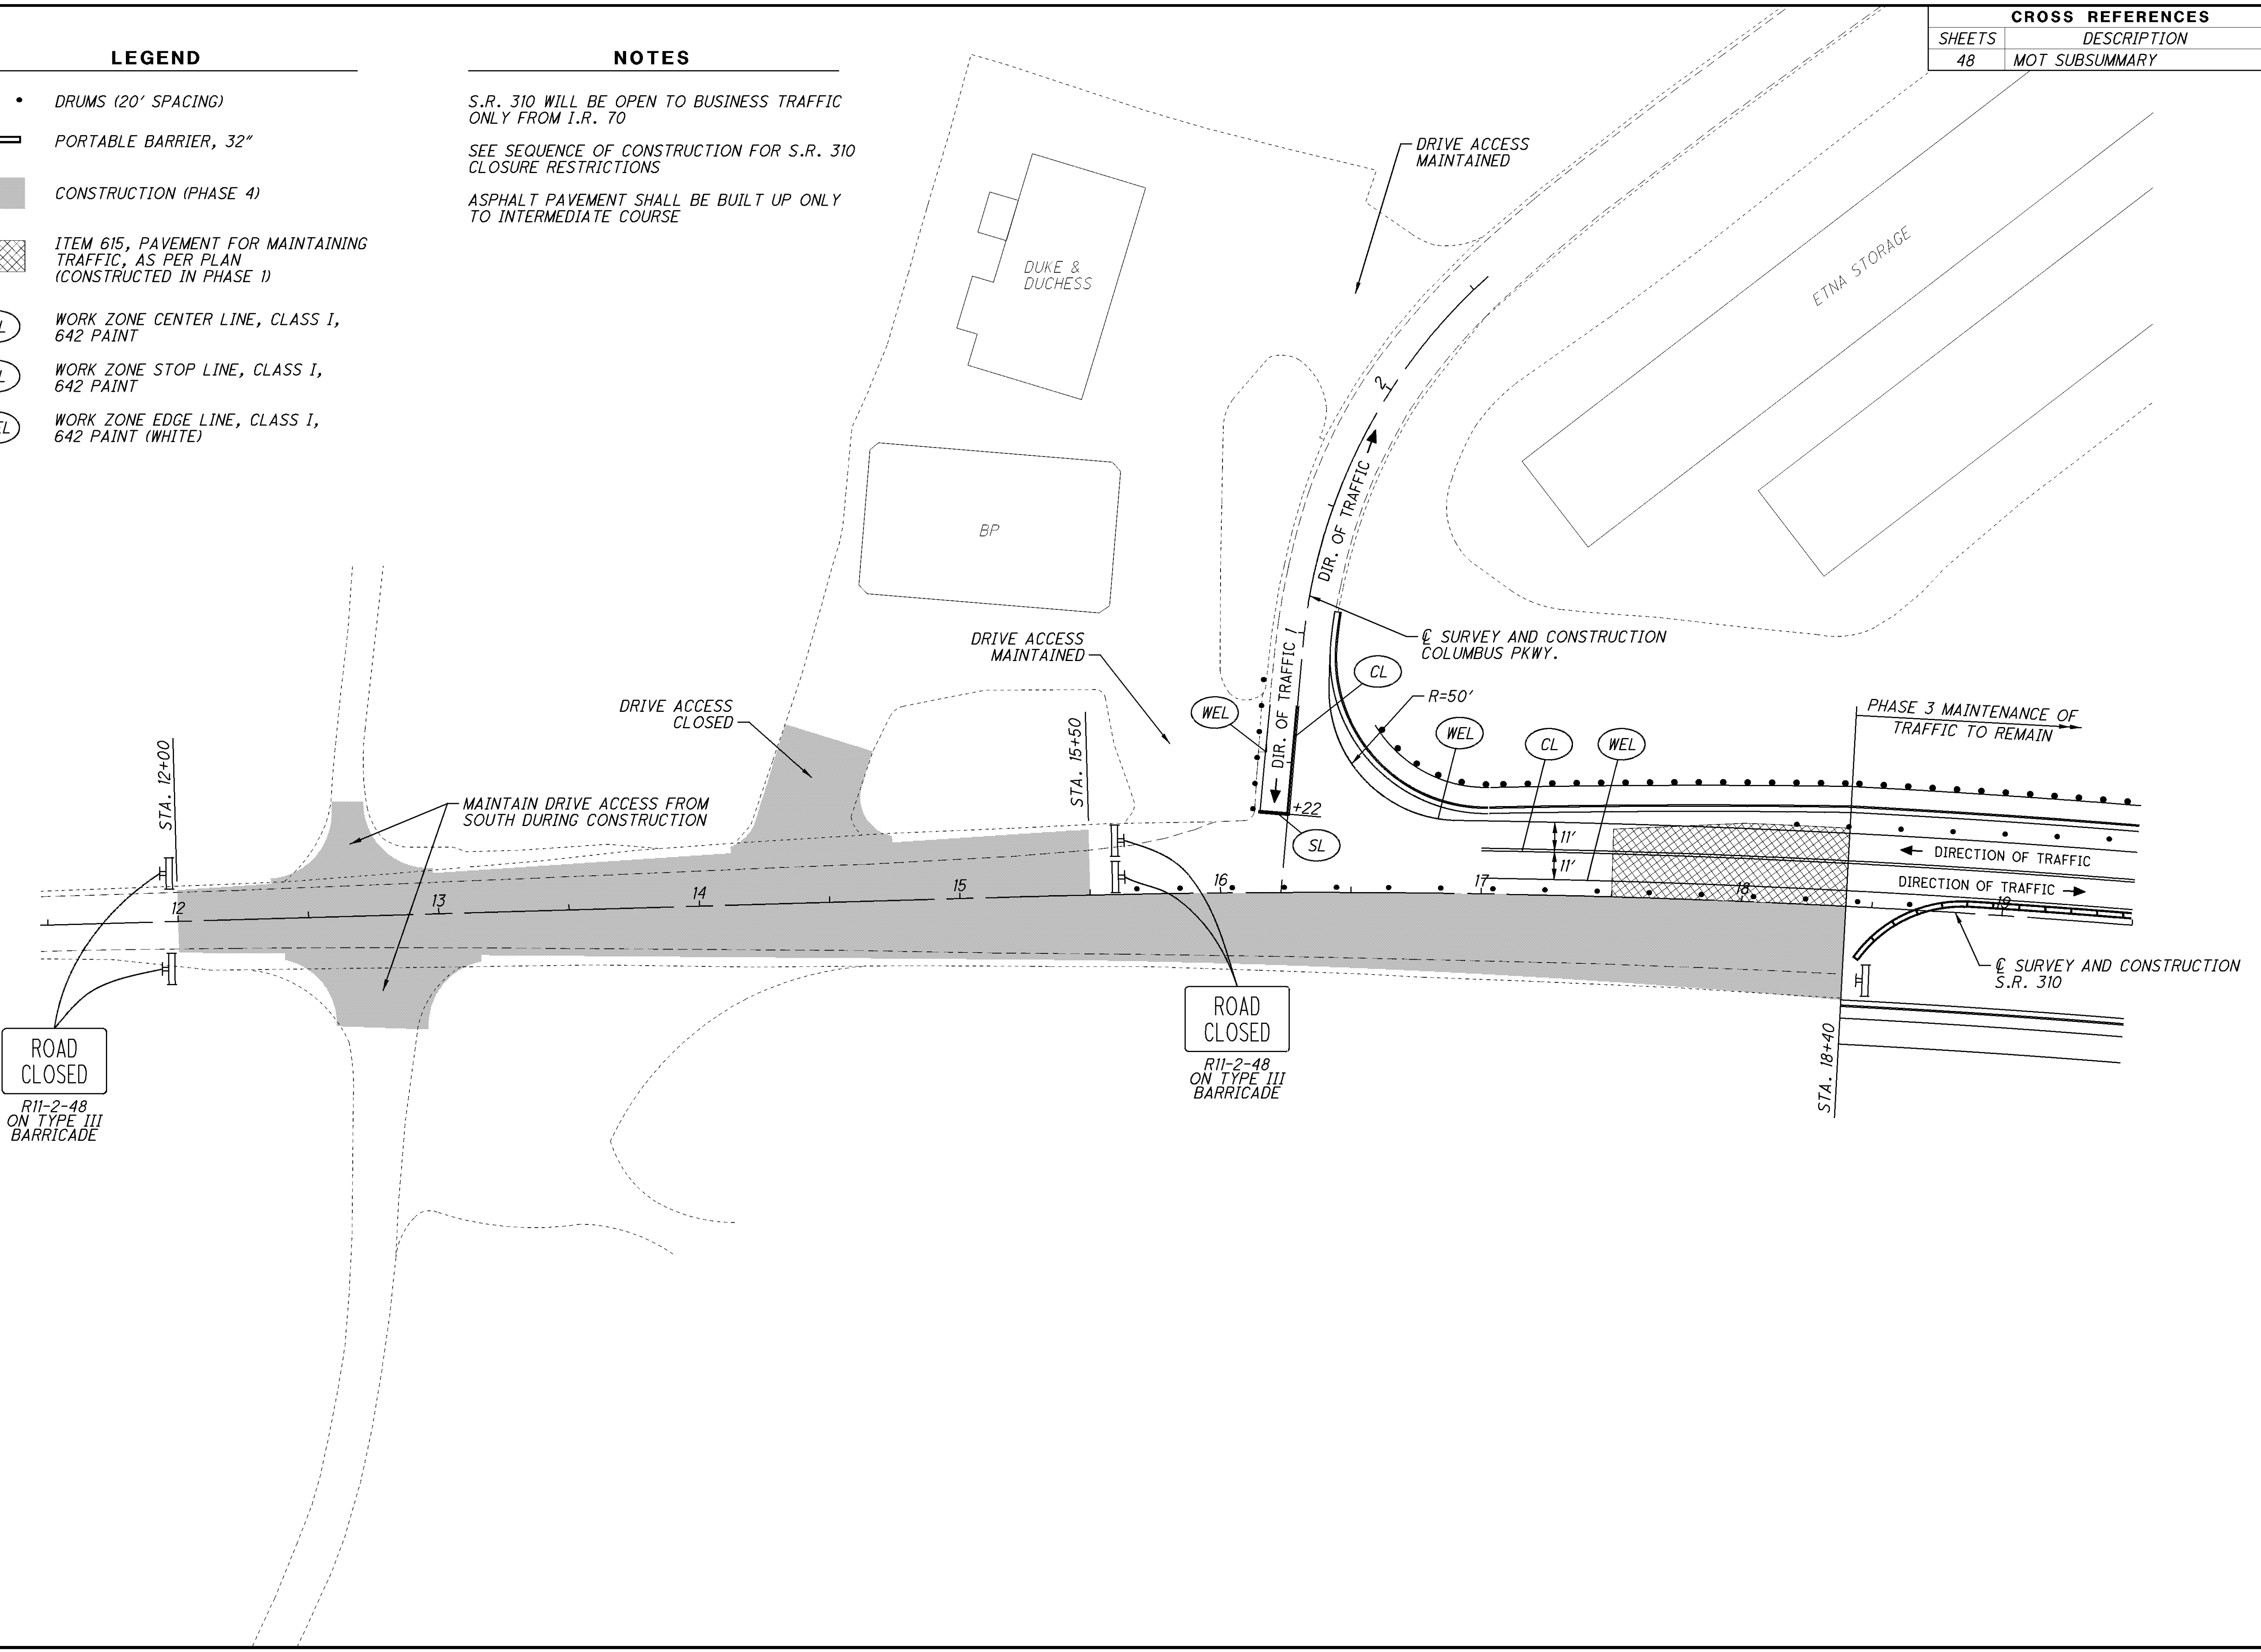 CROSS REFERENCES
SHEETS DESCRIPTION
48 MOT SUBSUMMARY
LEGEND
DRUMS (20' SPACING)
PORTABLE BARRIER, 32"
CONSTRUCTION (PHASE 4)
ITEM 615, PAVEMENT FOR MAINTAINING
TRAFFIC, AS PER PLAN
(CONSTRUCTED IN PHASE 1)
WORK ZONE CENTER LINE, CLASS I,
642 PAINT
WORK ZONE STOP LINE, CLASS I,
642 PAINT
WORK ZONE EDGE LINE, CLASS I,
642 PAINT (WHITE)
NOTES
S.R. 310 WILL BE OPEN TO BUSINESS TRAFFIC
ONLY FROM I.R. 70
SEE SEQUENCE OF CONSTRUCTION FOR S.R. 310
CLOSURE RESTRICTIONS
ASPHALT PAVEMENT SHALL BE BUILT UP ONLY
TO INTERMEDIATE COURSE
DRIVE ACCESS
MAINTAINED
DUKE &
DUCHESS
ETNA STORAGE
2
DIR. OF TRAFFIC
BP
℄ SURVEY AND CONSTRUCTION
COLUMBUS PKWY.
DRIVE ACCESS
MAINTAINED
1
DIR. OF TRAFFIC
CL
R=50'
WEL
WEL
CL
WEL
DRIVE ACCESS
CLOSED
PHASE 3 MAINTENANCE OF
TRAFFIC TO REMAIN
STA. 12+00
STA. 15+50
MAINTAIN DRIVE ACCESS FROM
SOUTH DURING CONSTRUCTION
+22
SL
11'
11'
DIRECTION OF TRAFFIC
DIRECTION OF TRAFFIC
12
13
14
15
16
17
18
19
℄ SURVEY AND CONSTRUCTION
S.R. 310
ROAD
CLOSED
R11-2-48
ON TYPE III
BARRICADE
ROAD
CLOSED
R11-2-48
ON TYPE III
BARRICADE
STA. 18+40